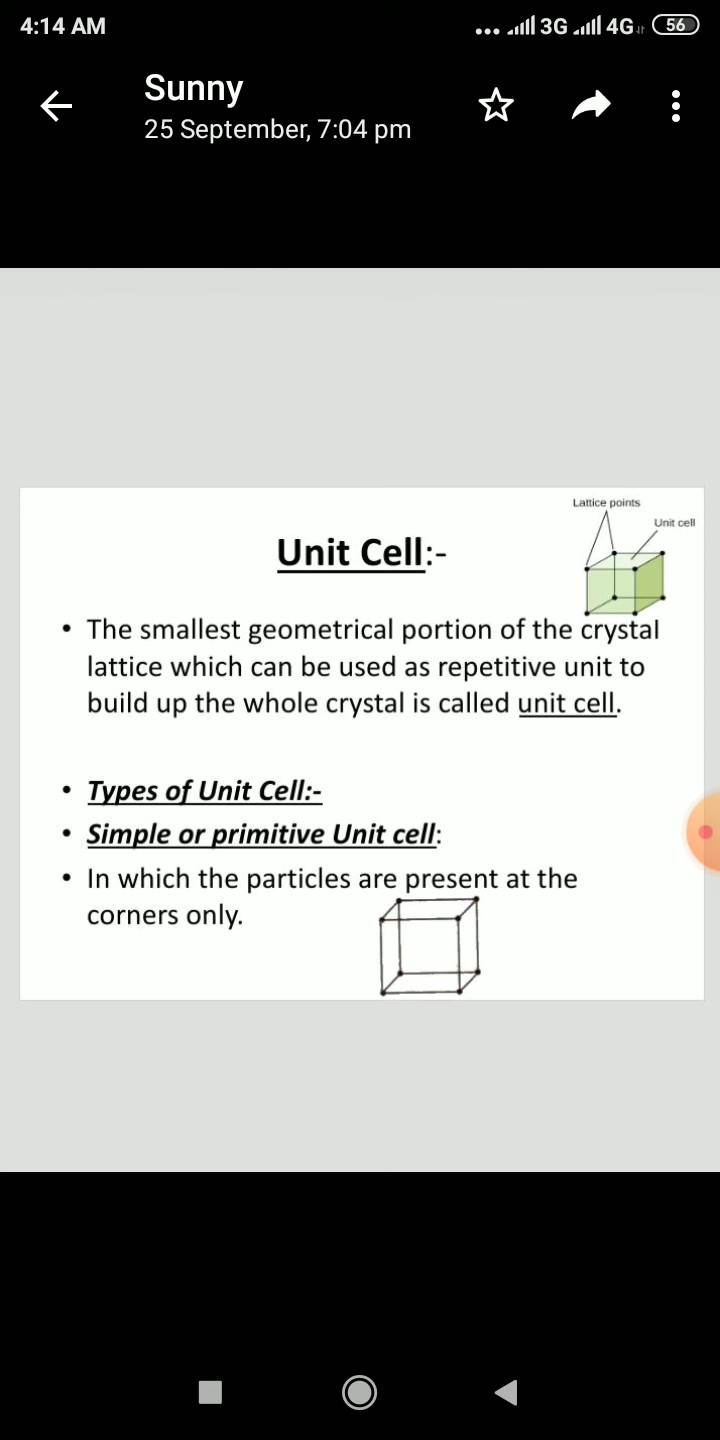 4:14 AM
3G 4G 56
Sunny
25 September, 7:04 pm
Lattice points
Unit cell
Unit Cell:-
• The smallest geometrical portion of the crystal
lattice which can be used as repetitive unit to
build up the whole crystal is called unit cell.
• Types of Unit Cell:-
• Simple or primitive Unit cell:
• In which the particles are present at the
corners only.